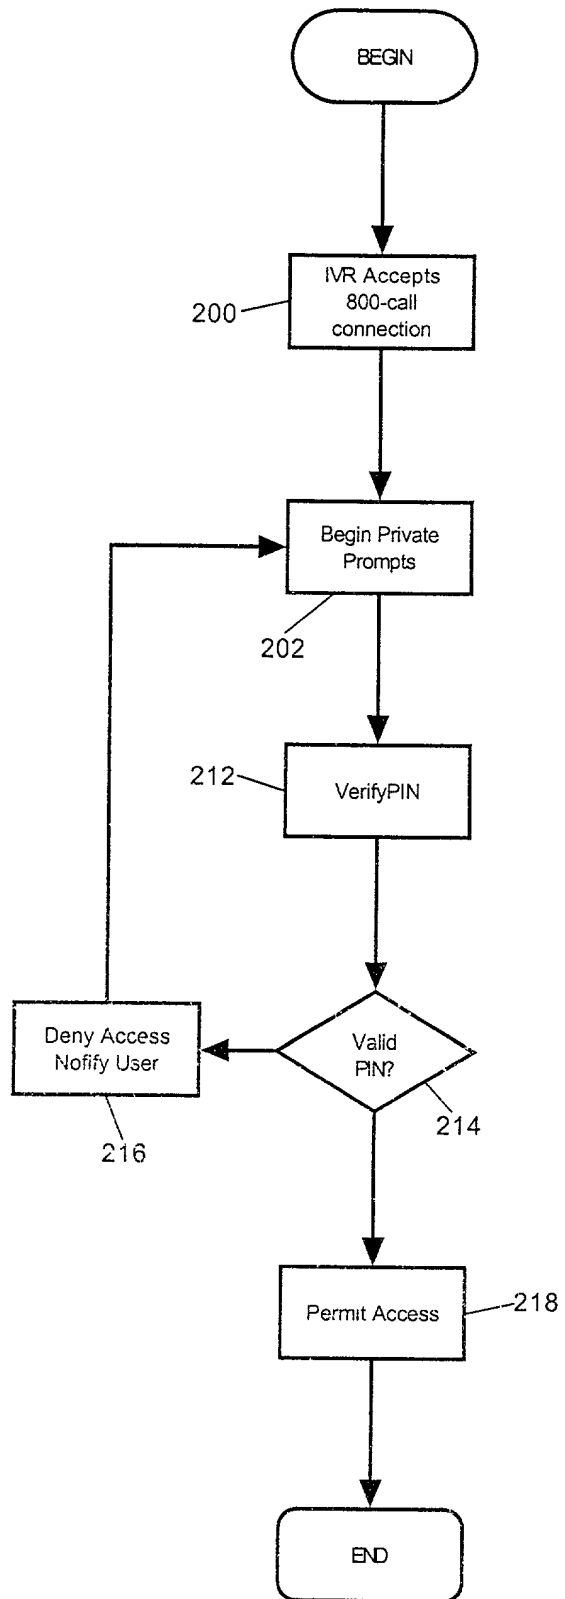 BEGIN
IVR Accepts
800-call
connection
200
Begin Private
Prompts
202
212
VerifyPIN
Valid
PIN?
214
Deny Access
Nofify User
216
Permit Access
218
END